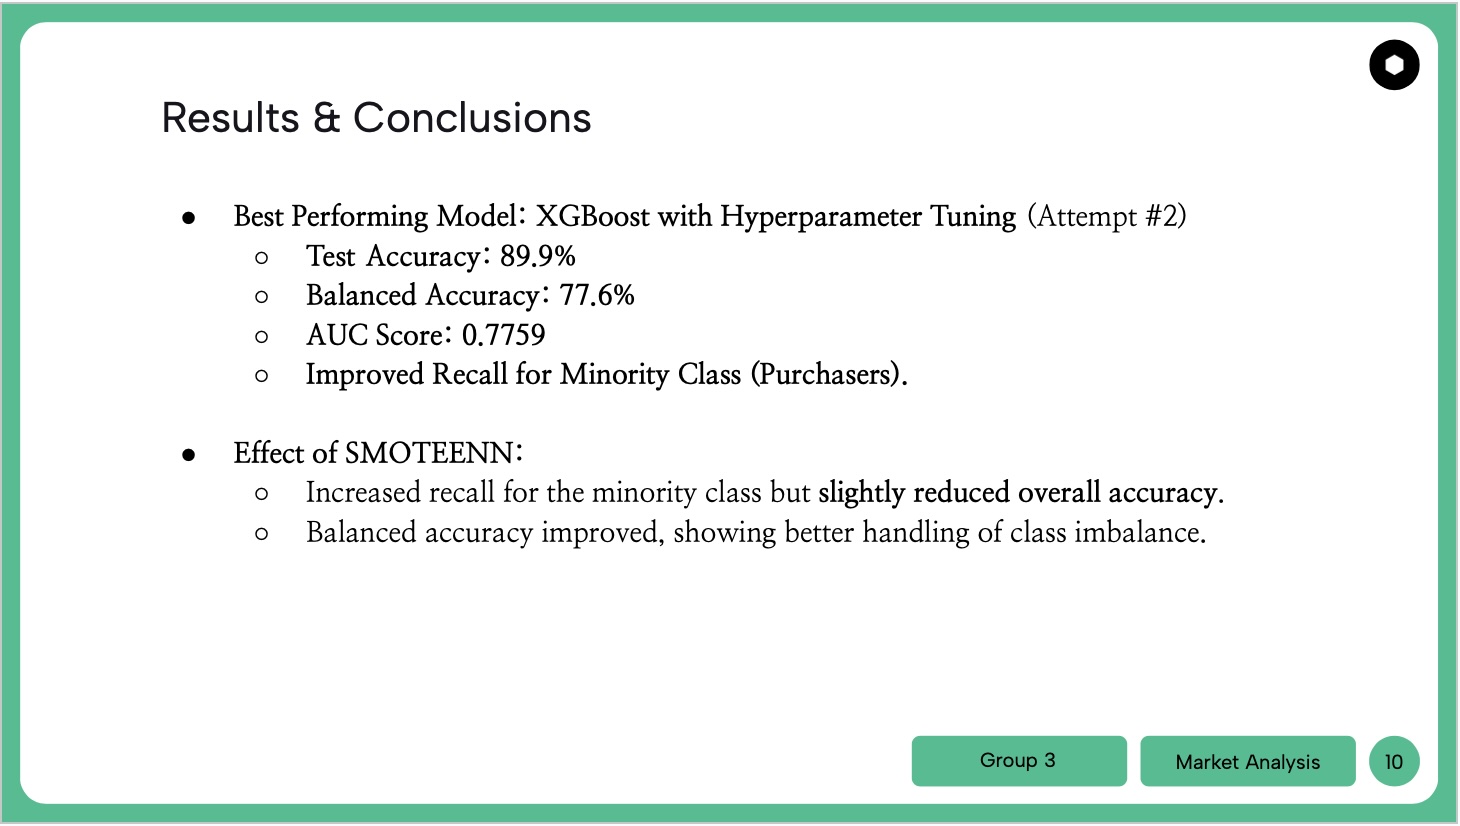 Results & Conclusions
● Best Performing Model: XGBoost with Hyperparameter Tuning (Attempt #2)
○ Test Accuracy: 89.9%
○ Balanced Accuracy: 77.6%
○ AUC Score: 0.7759
○ Improved Recall for Minority Class (Purchasers).
● Effect of SMOTEENN:
○ Increased recall for the minority class but slightly reduced overall accuracy.
○ Balanced accuracy improved, showing better handling of class imbalance.
Group 3
Market Analysis
10